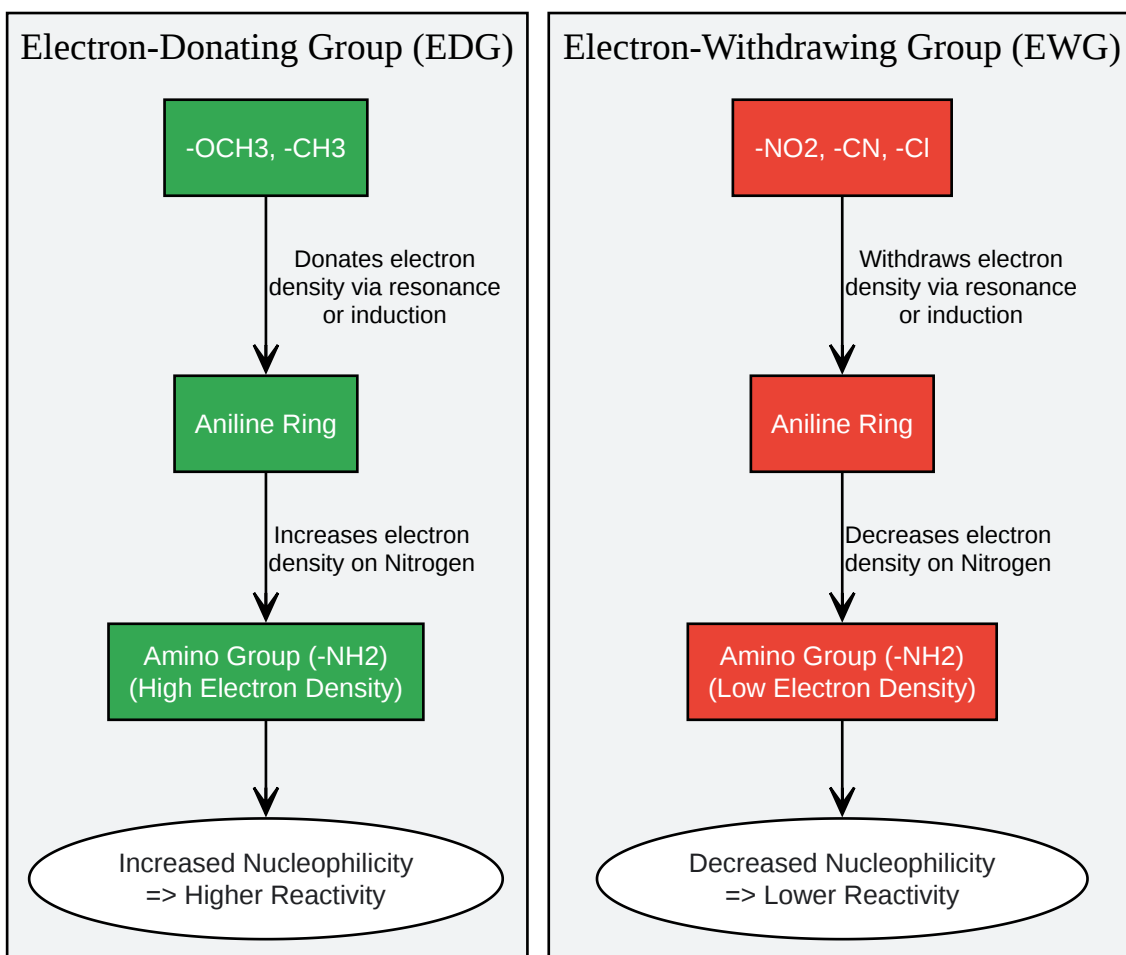 Electron-Donating Group (EDG)
-OCH3, -CH3
Donates electron
density via resonance
or induction
Aniline Ring
Increases electron
density on Nitrogen
Amino Group (-NH2)
(High Electron Density)
Increased Nucleophilicity
=> Higher Reactivity
Electron-Withdrawing Group (EWG)
-NO2, -CN, -Cl
Withdraws electron
density via resonance
or induction
Aniline Ring
Decreases electron
density on Nitrogen
Amino Group (-NH2)
(Low Electron Density)
Decreased Nucleophilicity
=> Lower Reactivity